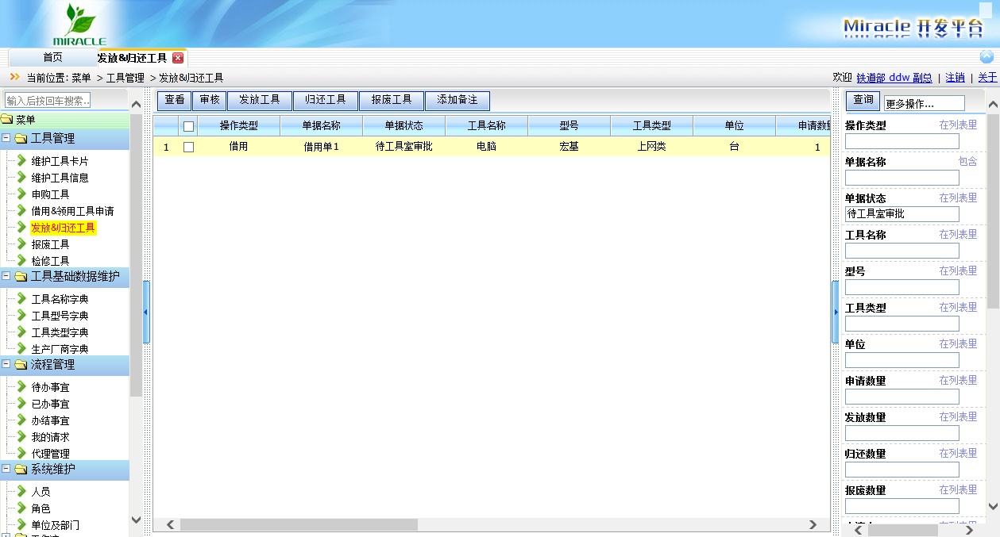 MIRACLE
Miracle 开发平台
首页 发放&归还工具
当前位置: 菜单 > 工具管理 > 发放&归还工具
欢迎 铁道部 ddw 副总 | 注销 | 关于
输入后按回车搜索..
菜单
工具管理
维护工具卡片
维护工具信息
申购工具
借用&领用工具申请
发放&归还工具
报废工具
检修工具
工具基础数据维护
工具名称字典
工具型号字典
工具类型字典
生产厂商字典
流程管理
待办事宜
已办事宜
办结事宜
我的请求
代理管理
系统维护
人员
角色
单位及部门
查看 审核 发放工具 归还工具 报废工具 添加备注
操作类型 单据名称 单据状态 工具名称 型号 工具类型 单位 申请数量
1 借用 借用单1 待工具室审批 电脑 宏基 上网类 台 1
查询 更多操作...
操作类型 在列表里
单据名称 包含
单据状态 在列表里
待工具室审批
工具名称 在列表里
型号 在列表里
工具类型 在列表里
单位 在列表里
申请数量 在列表里
发放数量 在列表里
归还数量 在列表里
报废数量 在列表里